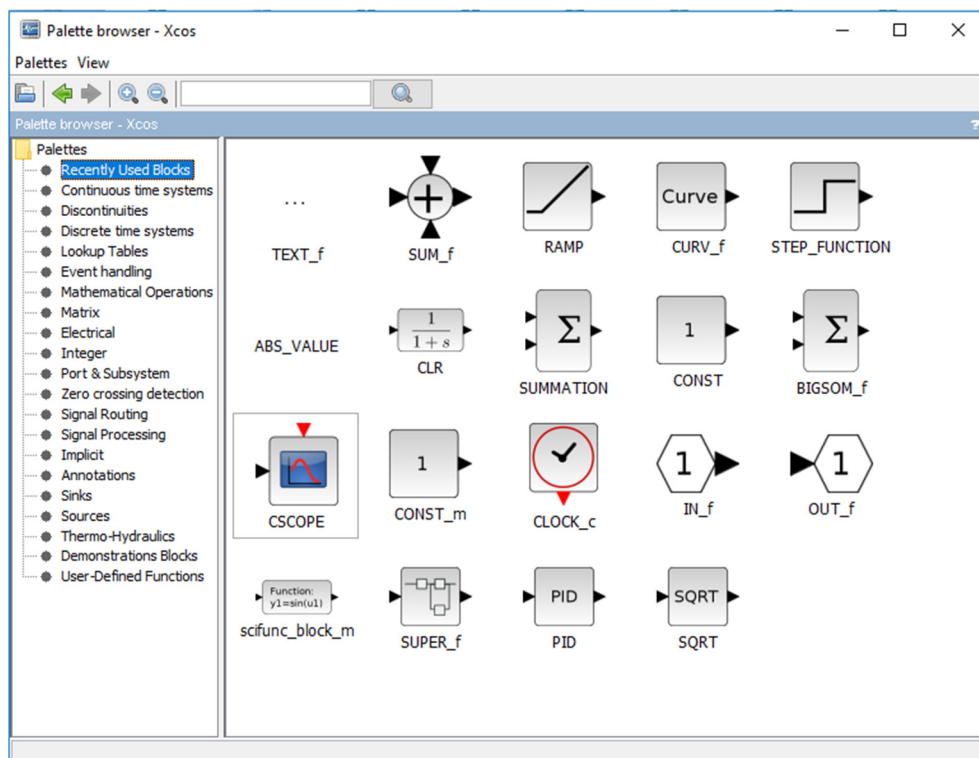 Palette browser - Xcos
Palettes View
Palette browser - Xcos ?
Palettes
Recently Used Blocks
Continuous time systems
Discontinuities
Discrete time systems
Lookup Tables
Event handling
Mathematical Operations
Matrix
Electrical
Integer
Port & Subsystem
Zero crossing detection
Signal Routing
Signal Processing
Implicit
Annotations
Sinks
Sources
Thermo-Hydraulics
Demonstrations Blocks
User-Defined Functions
... + Curve
TEXT_f SUM_f RAMP CURV_f STEP_FUNCTION
1
1 + s
Σ 1 Σ
ABS_VALUE CLR SUMMATION CONST BIGSOM_f
1 1 1
CSCOPE CONST_m CLOCK_c IN_f OUT_f
Function:
y1=sin(u1)
PID SQRT
scifunc_block_m SUPER_f PID SQRT